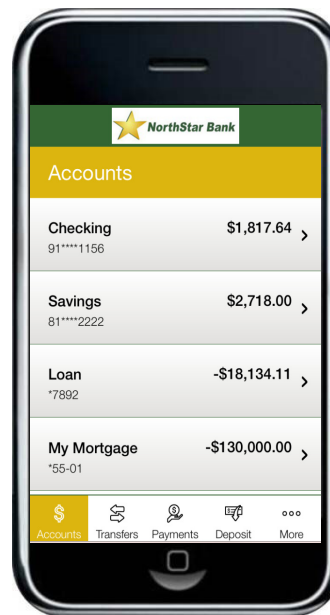 NorthStar Bank
Accounts
Checking $1,817.64
91****1156
Savings $2,718.00
81****2222
Loan -$18,134.11
*7892
My Mortgage -$130,000.00
*55-01
Accounts Transfers Payments Deposit More